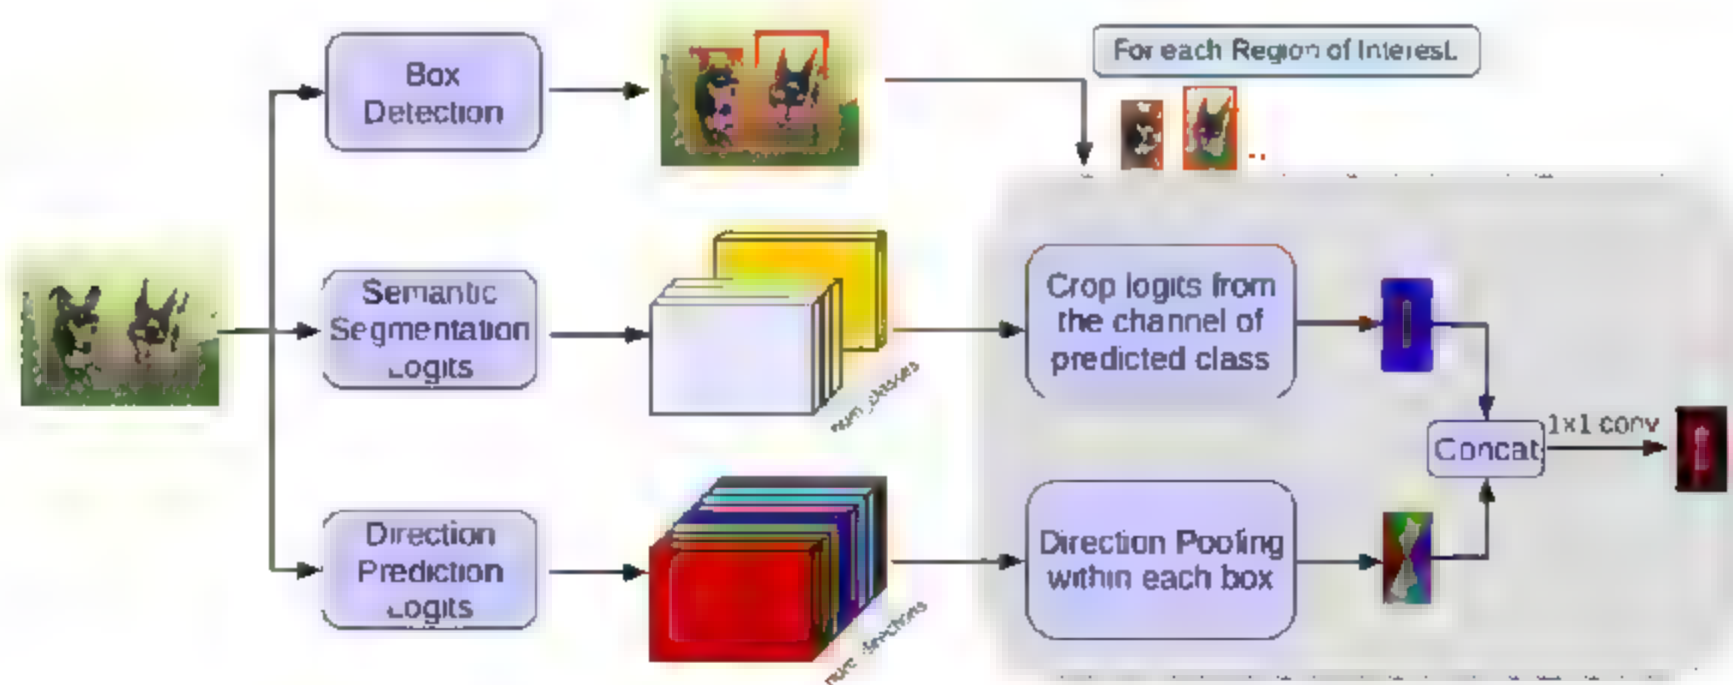 Box
Detection
For each Region of Interest.
Semantic
Segmentation
Logits
num_classes
Crop logits from
the channel of
predicted class
Concat
1x1 conv
Direction
Prediction
Logits
Direction Pooling
within each box